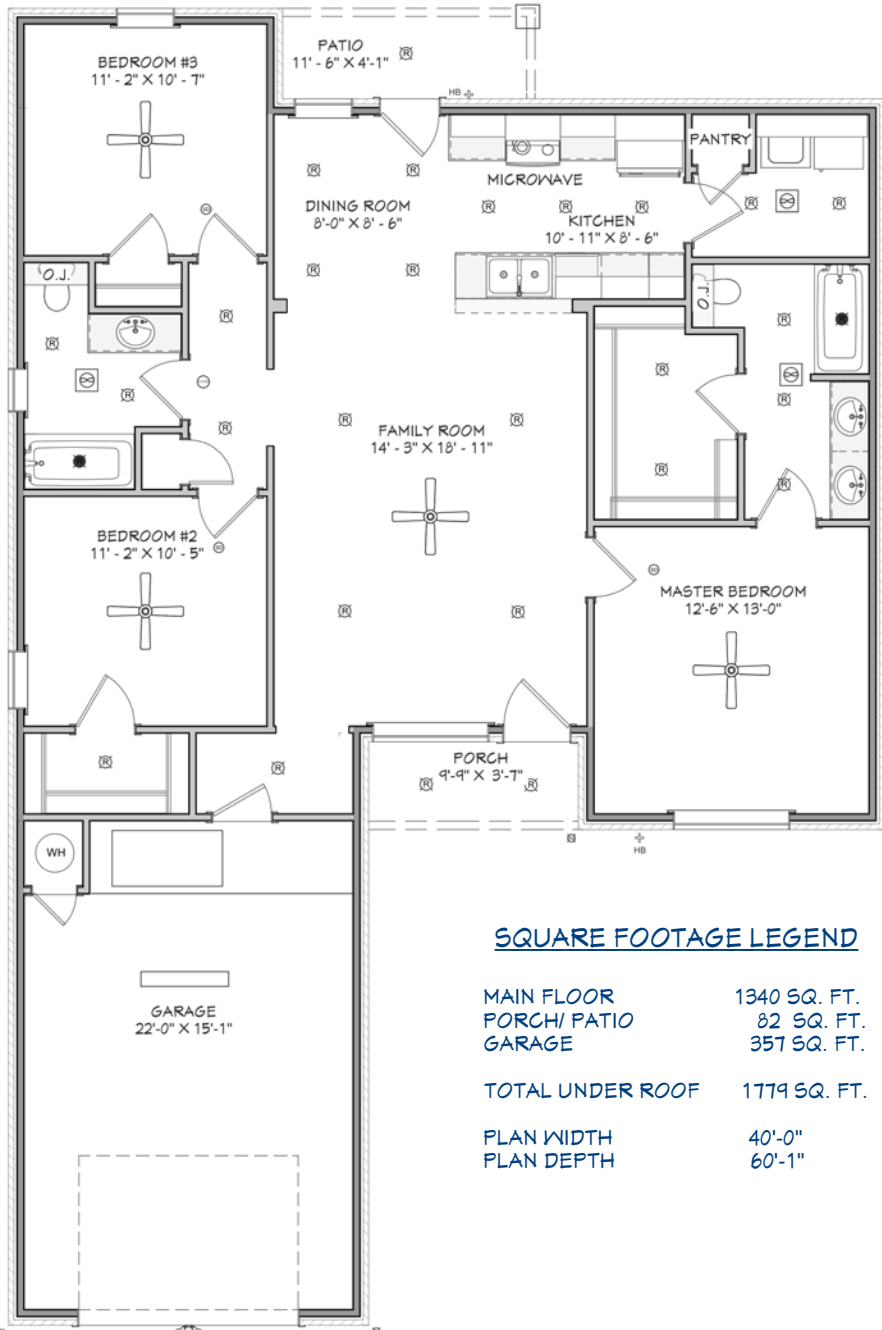 PATIO
11' - 6" X 4'-1"
R
HB
BEDROOM #3
11' - 2" X 10' - 7"
PANTRY
MICROWAVE
R
R
DINING ROOM
8'-0" X 8' - 6"
R
R
R
KITCHEN
10' - 11" X 8' - 6"
R
R
SD
R
R
O.J.
O.J.
R
R
R
R
R
R
R
R
R
R
FAMILY ROOM
14' - 3" X 18' - 11"
R
R
BEDROOM #2
11' - 2" X 10' - 5"
SD
SD
MASTER BEDROOM
12'-6" X 13'-0"
R
R
PORCH
9'-9" X 3'-7"
R
R
R
R
HB
WH
GARAGE
22'-0" X 15'-1"
SQUARE FOOTAGE LEGEND
MAIN FLOOR 1340 SQ. FT.
PORCH/ PATIO 82 SQ. FT.
GARAGE 357 SQ. FT.
TOTAL UNDER ROOF 1779 SQ. FT.
PLAN WIDTH 40'-0"
PLAN DEPTH 60'-1"